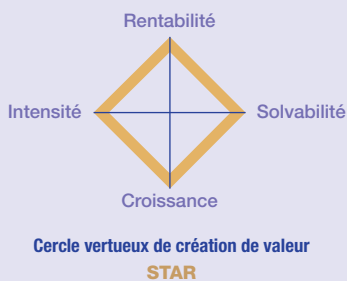 Rentabilité
Intensité
Solvabilité
Croissance
Cercle vertueux de création de valeur
STAR